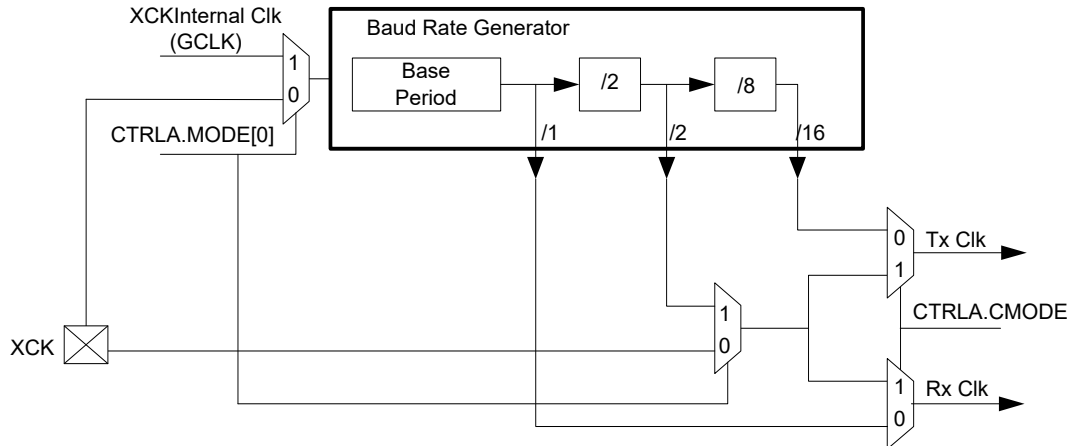 XCKInternal Clk
(GCLK)
Baud Rate Generator
1
0
Base
Period
/2
/8
CTRLA.MODE[0]
/1
/2
/16
0
1
Tx Clk
1
0
CTRLA.CMODE
XCK
1
0
Rx Clk